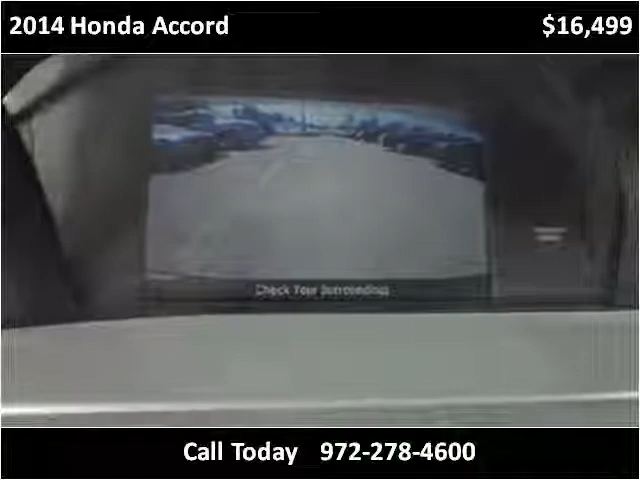 2014 Honda Accord $16,499
Check Your Surroundings
Call Today 972-278-4600